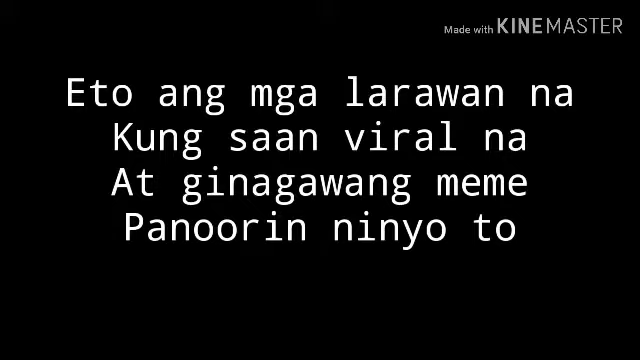 Made with KINEMASTER
Eto ang mga larawan na
Kung saan viral na
At ginagawang meme
Panoorin ninyo to